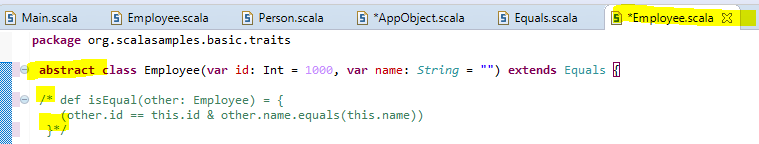 Main.scala Employee.scala Person.scala *AppObject.scala Equals.scala *Employee.scala
package org.scalasamples.basic.traits
abstract class Employee(var id: Int = 1000, var name: String = "") extends Equals {
/* def isEqual(other: Employee) = {
(other.id == this.id & other.name.equals(this.name))
}*/